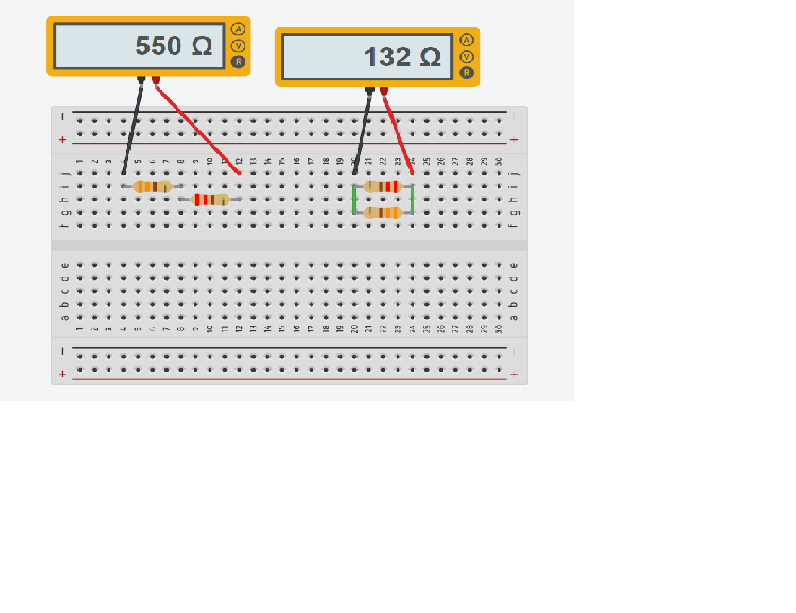 550 Ω
A
V
R
132 Ω
A
V
R
− −
+ +
1 2 3 4 5 6 7 8 9 10 11 12 13 14 15 16 17 18 19 20 21 22 23 24 25 26 27 28 29 30
j j
i i
h h
g g
f f
e e
d d
c c
b b
a a
1 2 3 4 5 6 7 8 9 10 11 12 13 14 15 16 17 18 19 20 21 22 23 24 25 26 27 28 29 30
− −
+ +